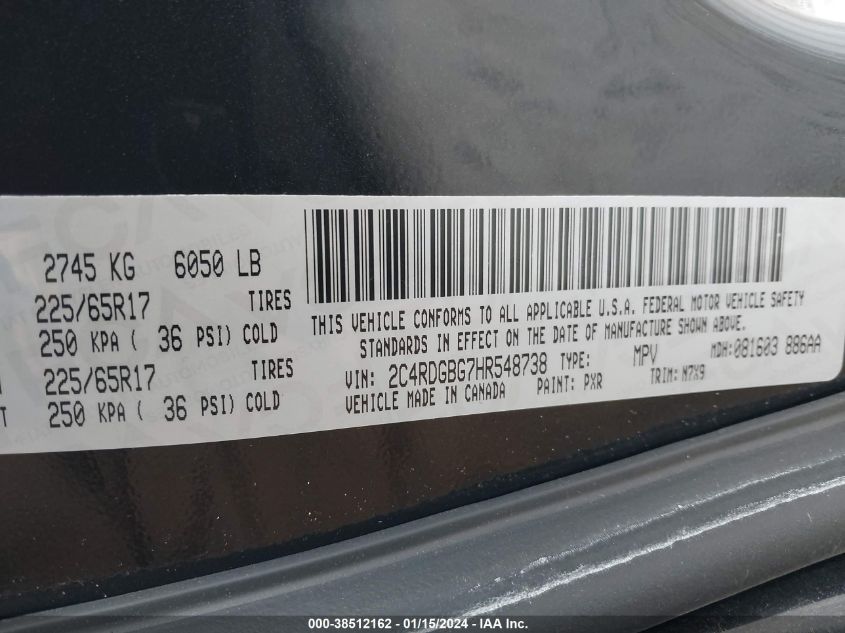 2745 KG 6050 LB
225/65R17 TIRES
250 KPA ( 36 PSI) COLD
225/65R17 TIRES
250 KPA ( 36 PSI) COLD
THIS VEHICLE CONFORMS TO ALL APPLICABLE U.S.A. FEDERAL MOTOR VEHICLE SAFETY
STANDARDS IN EFFECT ON THE DATE OF MANUFACTURE SHOWN ABOVE.
VIN: 2C4RDGBG7HR548738 TYPE: MPV MDH:081603 886AA
VEHICLE MADE IN CANADA PAINT: PXR TRIM: N7X9
000-38512162 - 01/15/2024 - IAA Holdings, LLC.